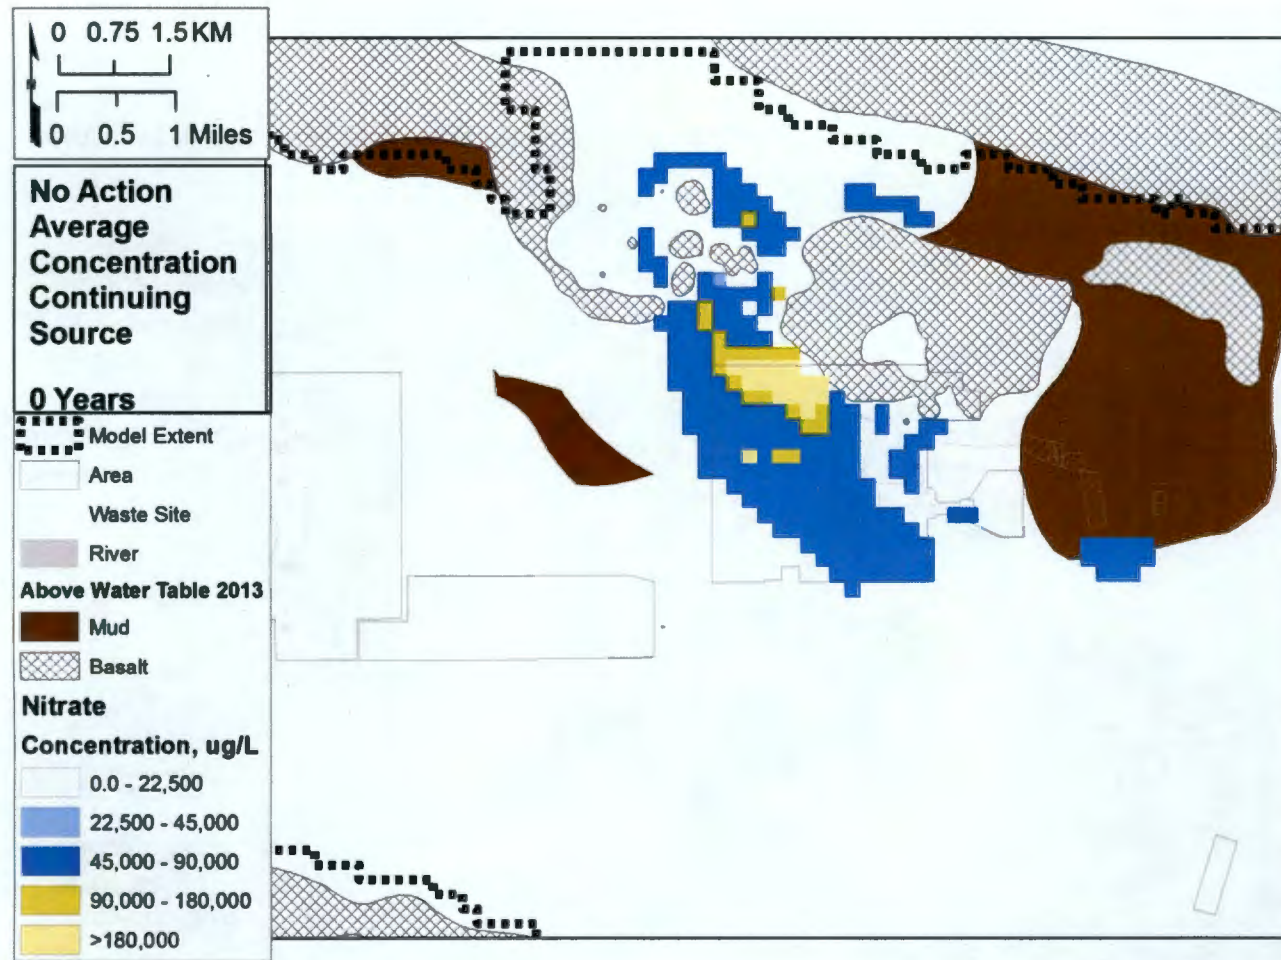 0 0.75 1.5 KM
0 0.5 1 Miles
No Action
Average
Concentration
Continuing
Source
0 Years
Model Extent
Area
Waste Site
River
Above Water Table 2013
Mud
Basalt
Nitrate
Concentration, ug/L
0.0 - 22,500
22,500 - 45,000
45,000 - 90,000
90,000 - 180,000
>180,000